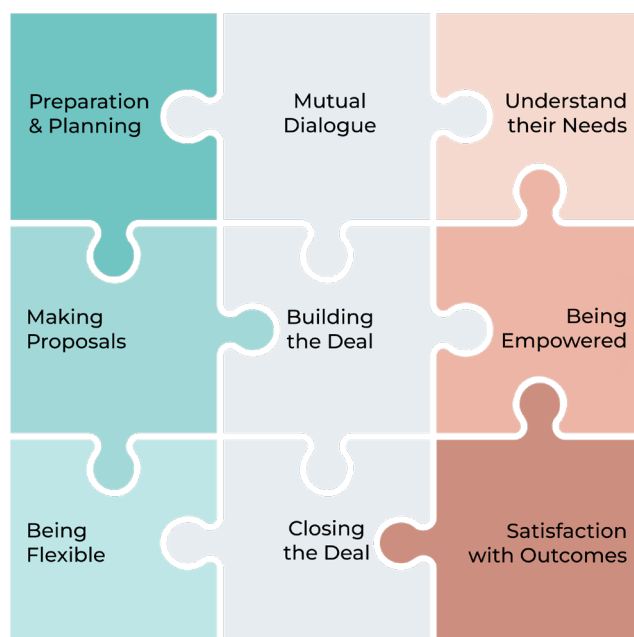 Preparation
& Planning
Mutual
Dialogue
Understand
their Needs
Making
Proposals
Building
the Deal
Being
Empowered
Being
Flexible
Closing
the Deal
Satisfaction
with Outcomes